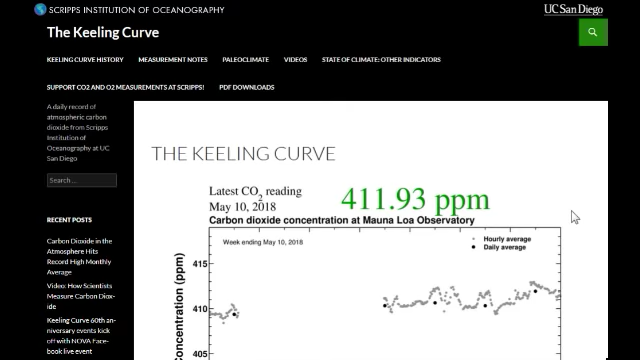 SCRIPPS INSTITUTION OF OCEANOGRAPHY
UC San Diego
The Keeling Curve
KEELING CURVE HISTORY
MEASUREMENT NOTES
PALEOCLIMATE
VIDEOS
STATE OF CLIMATE: OTHER INDICATORS
SUPPORT CO2 AND O2 MEASUREMENTS AT SCRIPPS!
PDF DOWNLOADS
A daily record of
atmospheric carbon
dioxide from Scripps
Institution of
Oceanography at UC
San Diego
Search ...
RECENT POSTS
Carbon Dioxide in the
Atmosphere Hits
Record High Monthly
Average
Video: How Scientists
Measure Carbon Diox-
ide
Keeling Curve 60th an-
niversary events kick
off with NOVA Face-
book live event
THE KEELING CURVE
Latest CO2 reading
May 10, 2018
411.93 ppm
Carbon dioxide concentration at Mauna Loa Observatory
Week ending May 10, 2018
Hourly average
Daily average
415
410
405
Concentration (ppm)